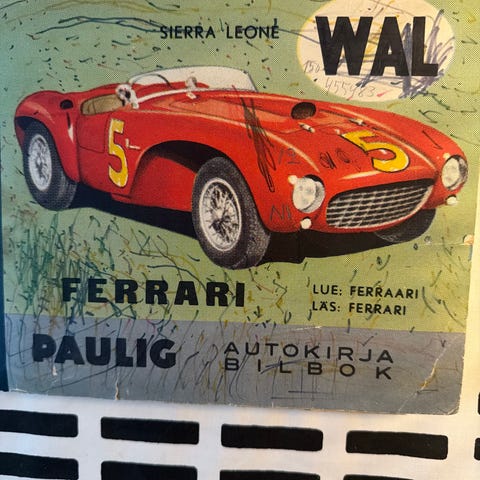 SIERRA LEONE
WAL
5
5
FERRARI
LUE: FERRAARI
LÄS: FERRARI
PAULIG
AUTOKIRJA
BILBOK